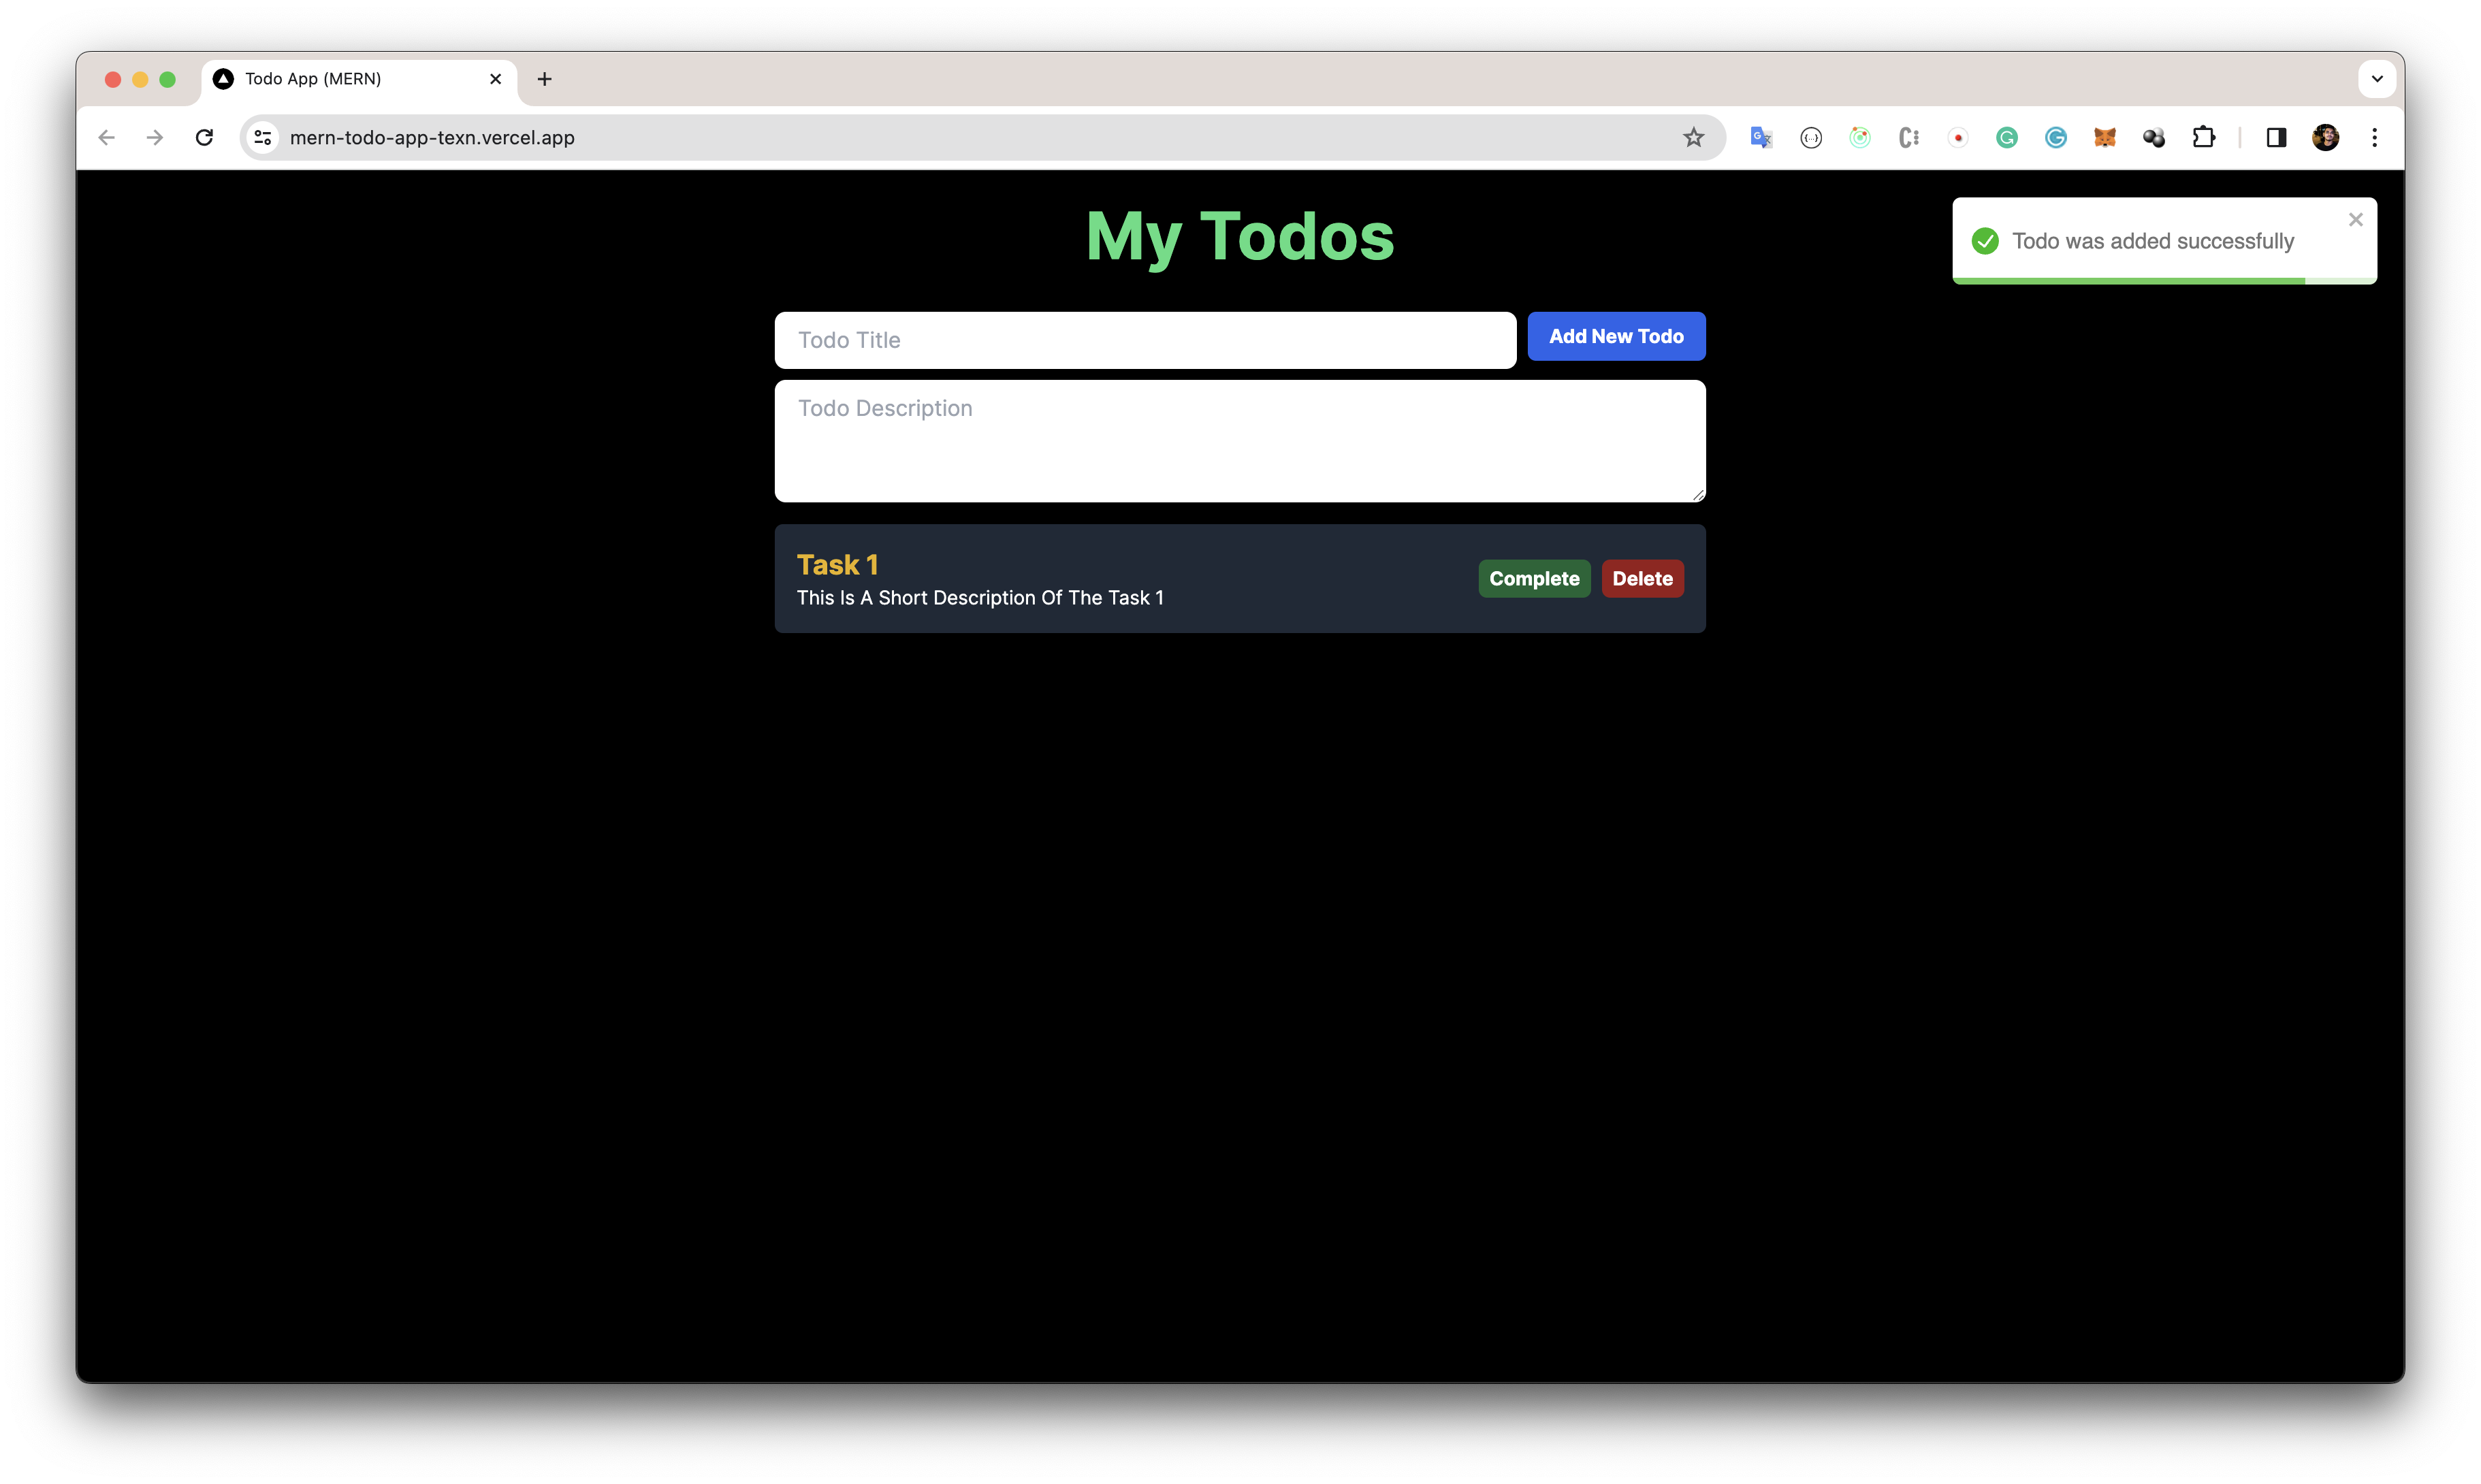 Todo App (MERN)
mern-todo-app-texn.vercel.app
My Todos
Todo was added successfully
Todo Title
Add New Todo
Todo Description
Task 1
This Is A Short Description Of The Task 1
Complete
Delete